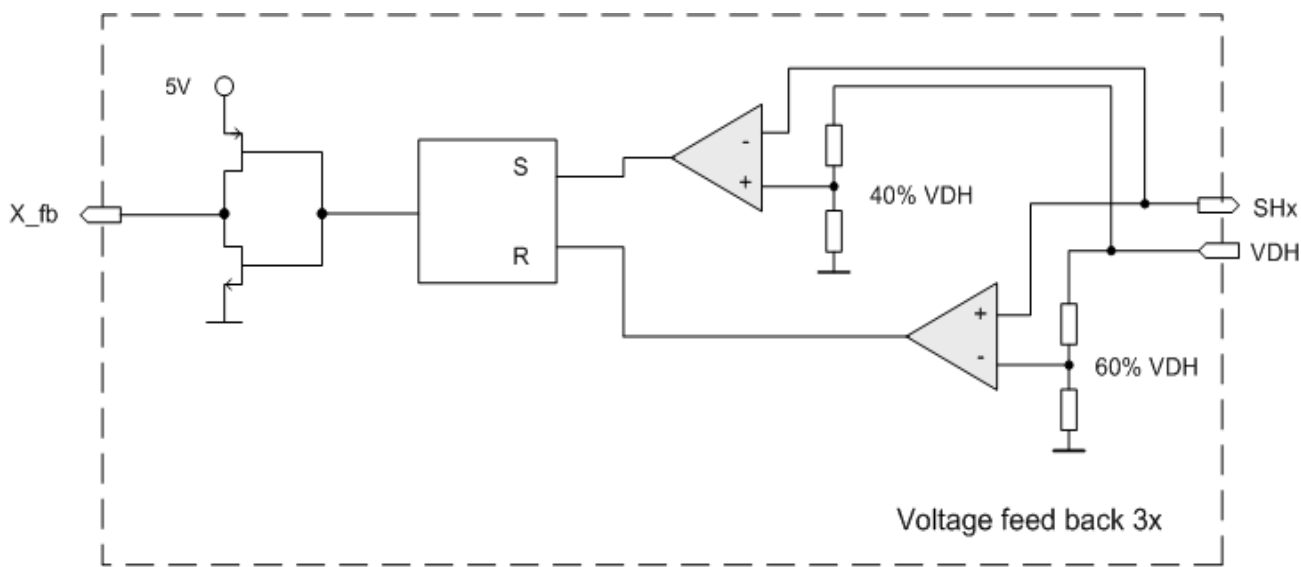 5V
-
+
S
R
40% VDH
X_fb
SHx
VDH
+
-
60% VDH
Voltage feed back 3x